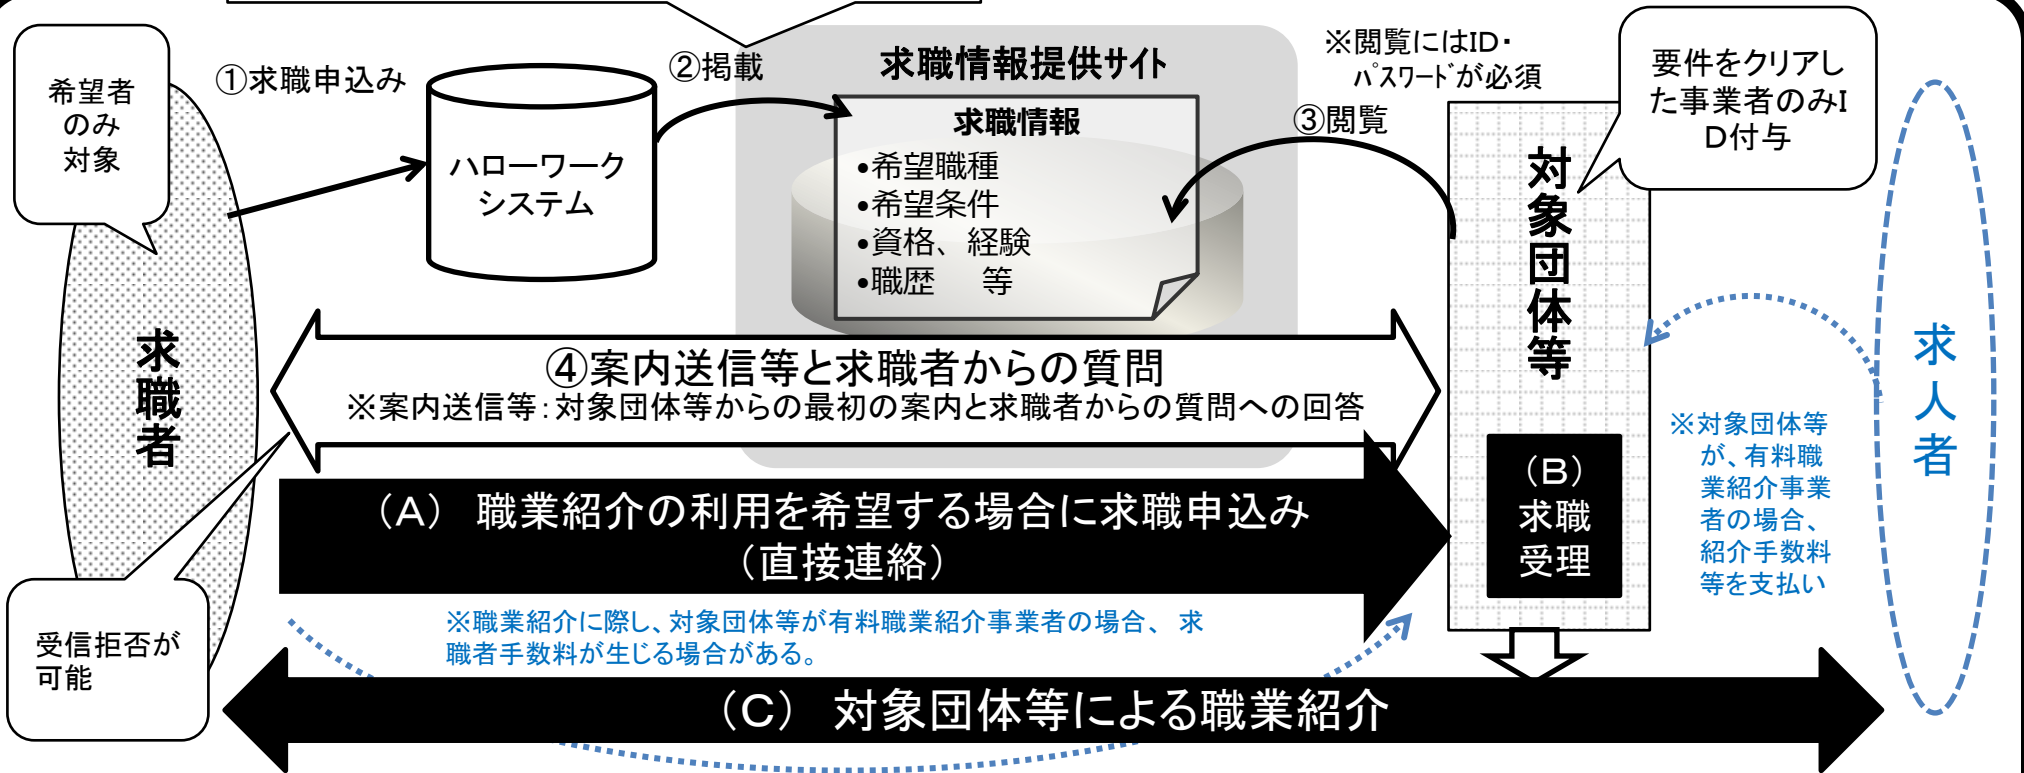 希望者
のみ
対象
①求職申込み
ハローワーク
システム
②掲載
求職情報提供サイト
求職情報
•希望職種
•希望条件
•資格、経験
•職歴　等
③閲覧
※閲覧にはID・
パスワードが必須
要件をクリアし
た事業者のみI
D付与
対象団体等
求職者
求人者
④案内送信等と求職者からの質問
※案内送信等:対象団体等からの最初の案内と求職者からの質問への回答
(A) 職業紹介の利用を希望する場合に求職申込み
(直接連絡)
(B)
求職
受理
※対象団体等
が、有料職
業紹介事業
者の場合、
紹介手数料
等を支払い
受信拒否が
可能
※職業紹介に際し、対象団体等が有料職業紹介事業者の場合、求
職者手数料が生じる場合がある。
(C) 対象団体等による職業紹介